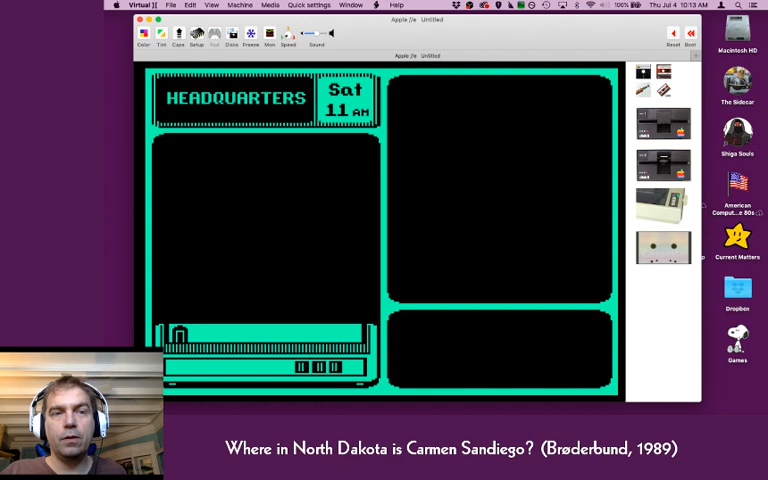 Virtual ][ File Edit View Machine Media Quick settings Window Help 100% Thu Jul 4 10:13 AM
Apple //e Untitled
Color Tint Caps Setup Pad Disks Freeze Mon Speed Sound Reset Boot
Apple //e Untitled
HEADQUARTERS
Sat
11 AM
Macintosh HD
The Sidecar
Shiga Souls
American
Comput...e 80s
Current Matters
Dropbox
Games
Where in North Dakota is Carmen Sandiego? (Brøderbund, 1989)